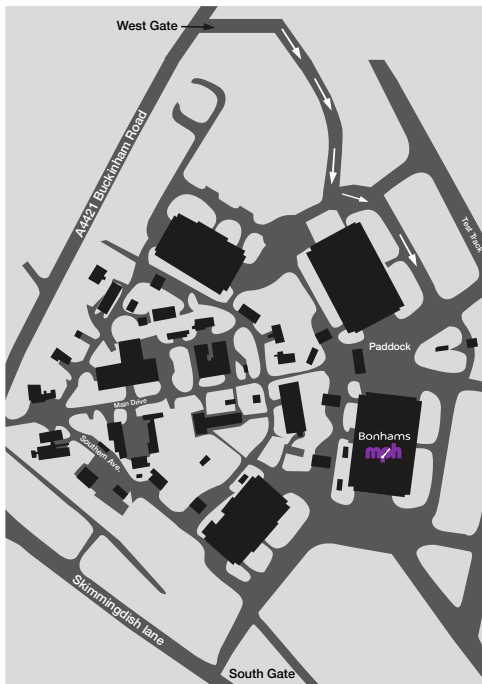 West Gate
A4421 Buckinham Road
Test Track
Paddock
Main Drive
Bonhams
mph
Southern Ave.
Skimmingdish lane
South Gate